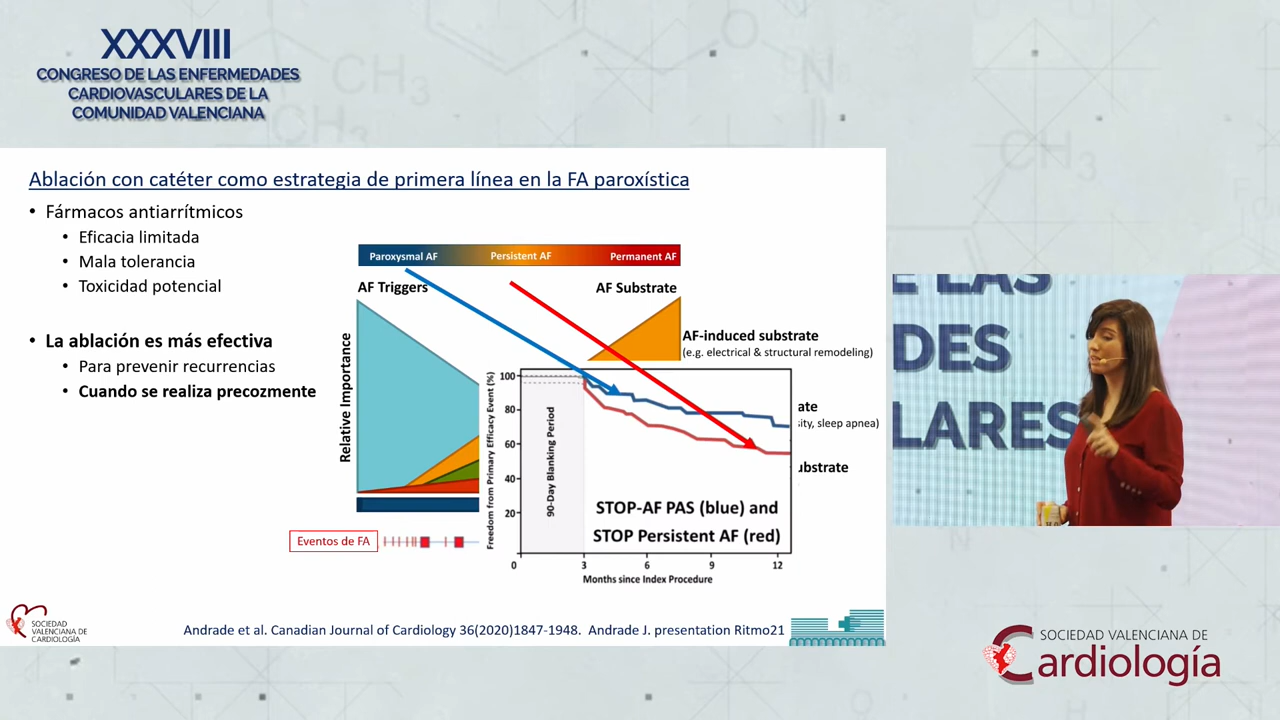 XXXVIII
CONGRESO DE LAS ENFERMEDADES
CARDIOVASCULARES DE LA
COMUNIDAD VALENCIANA
Ablación con catéter como estrategia de primera línea en la FA paroxística
• Fármacos antiarrítmicos
• Eficacia limitada
• Mala tolerancia
• Toxicidad potencial
• La ablación es más efectiva
• Para prevenir recurrencias
• Cuando se realiza precozmente
Paroxysmal AF
Persistent AF
Permanent AF
AF Triggers
AF Substrate
Relative Importance
AF-induced substrate
(e.g. electrical & structural remodeling)
ate
sity, sleep apnea)
ubstrate
Freedom from Primary Efficacy Event (%)
100
80
60
40
20
0
90-Day Blanking Period
STOP-AF PAS (blue) and
STOP Persistent AF (red)
3
6
9
12
Months since Index Procedure
Eventos de FA
SOCIEDAD
VALENCIANA DE
CARDIOLOGÍA
Andrade et al. Canadian Journal of Cardiology 36(2020)1847-1948. Andrade J. presentation Ritmo21
E LAS
DES
LARES
SOCIEDAD VALENCIANA DE
Cardiología